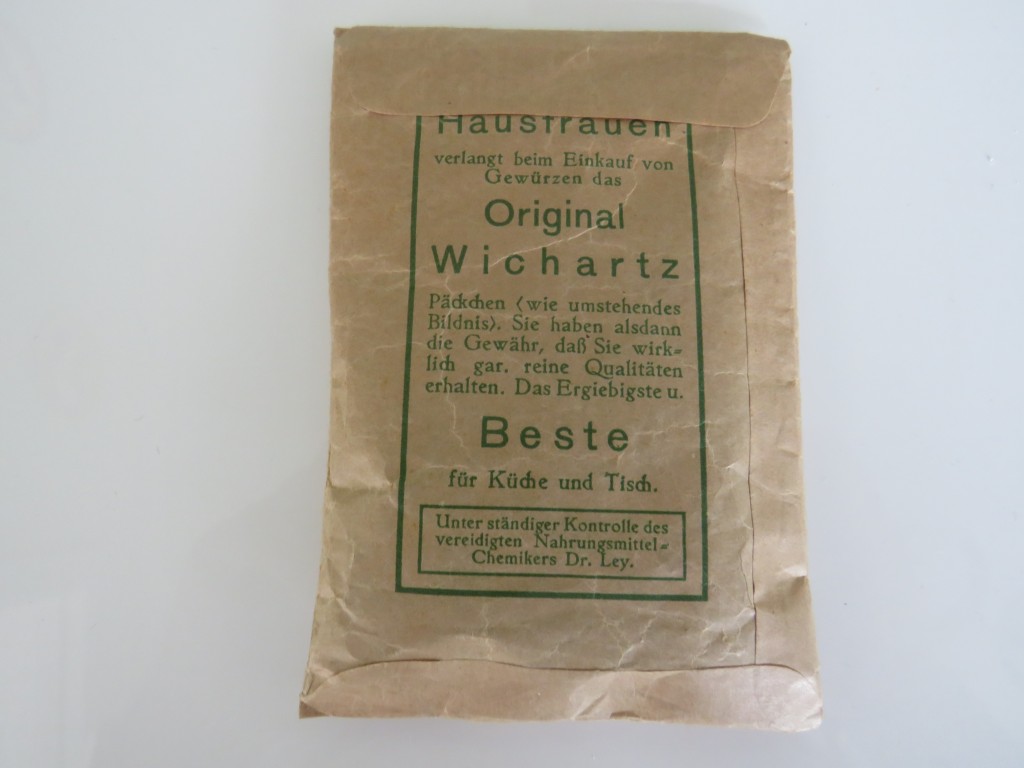 Hausfrauen
verlangt beim Einkauf von
Gewürzen das
Original
Wichartz
Päckchen (wie umstehendes
Bildnis). Sie haben alsdann
die Gewähr, daß Sie wirk=
lich gar. reine Qualitäten
erhalten. Das Ergiebigste u.
Beste
für Küche und Tisch.
Unter ständiger Kontrolle des
vereidigten Nahrungsmittel=
Chemikers Dr. Ley.